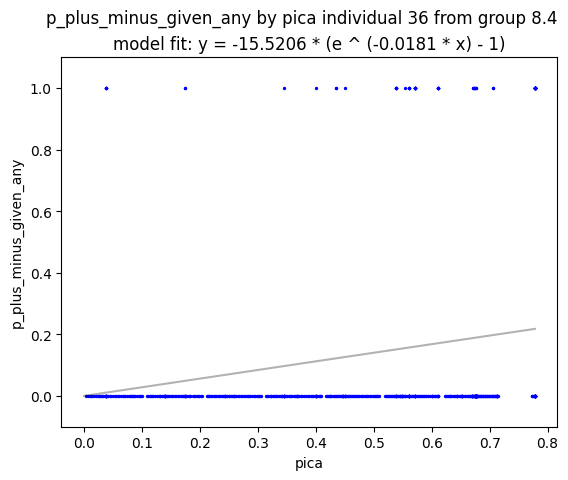 p_plus_minus_given_any by pica individual 36 from group 8.4
model fit: y = -15.5206 * (e ^ (-0.0181 * x) - 1)
p_plus_minus_given_any
1.0
0.8
0.6
0.4
0.2
0.0
0.0 0.1 0.2 0.3 0.4 0.5 0.6 0.7 0.8
pica